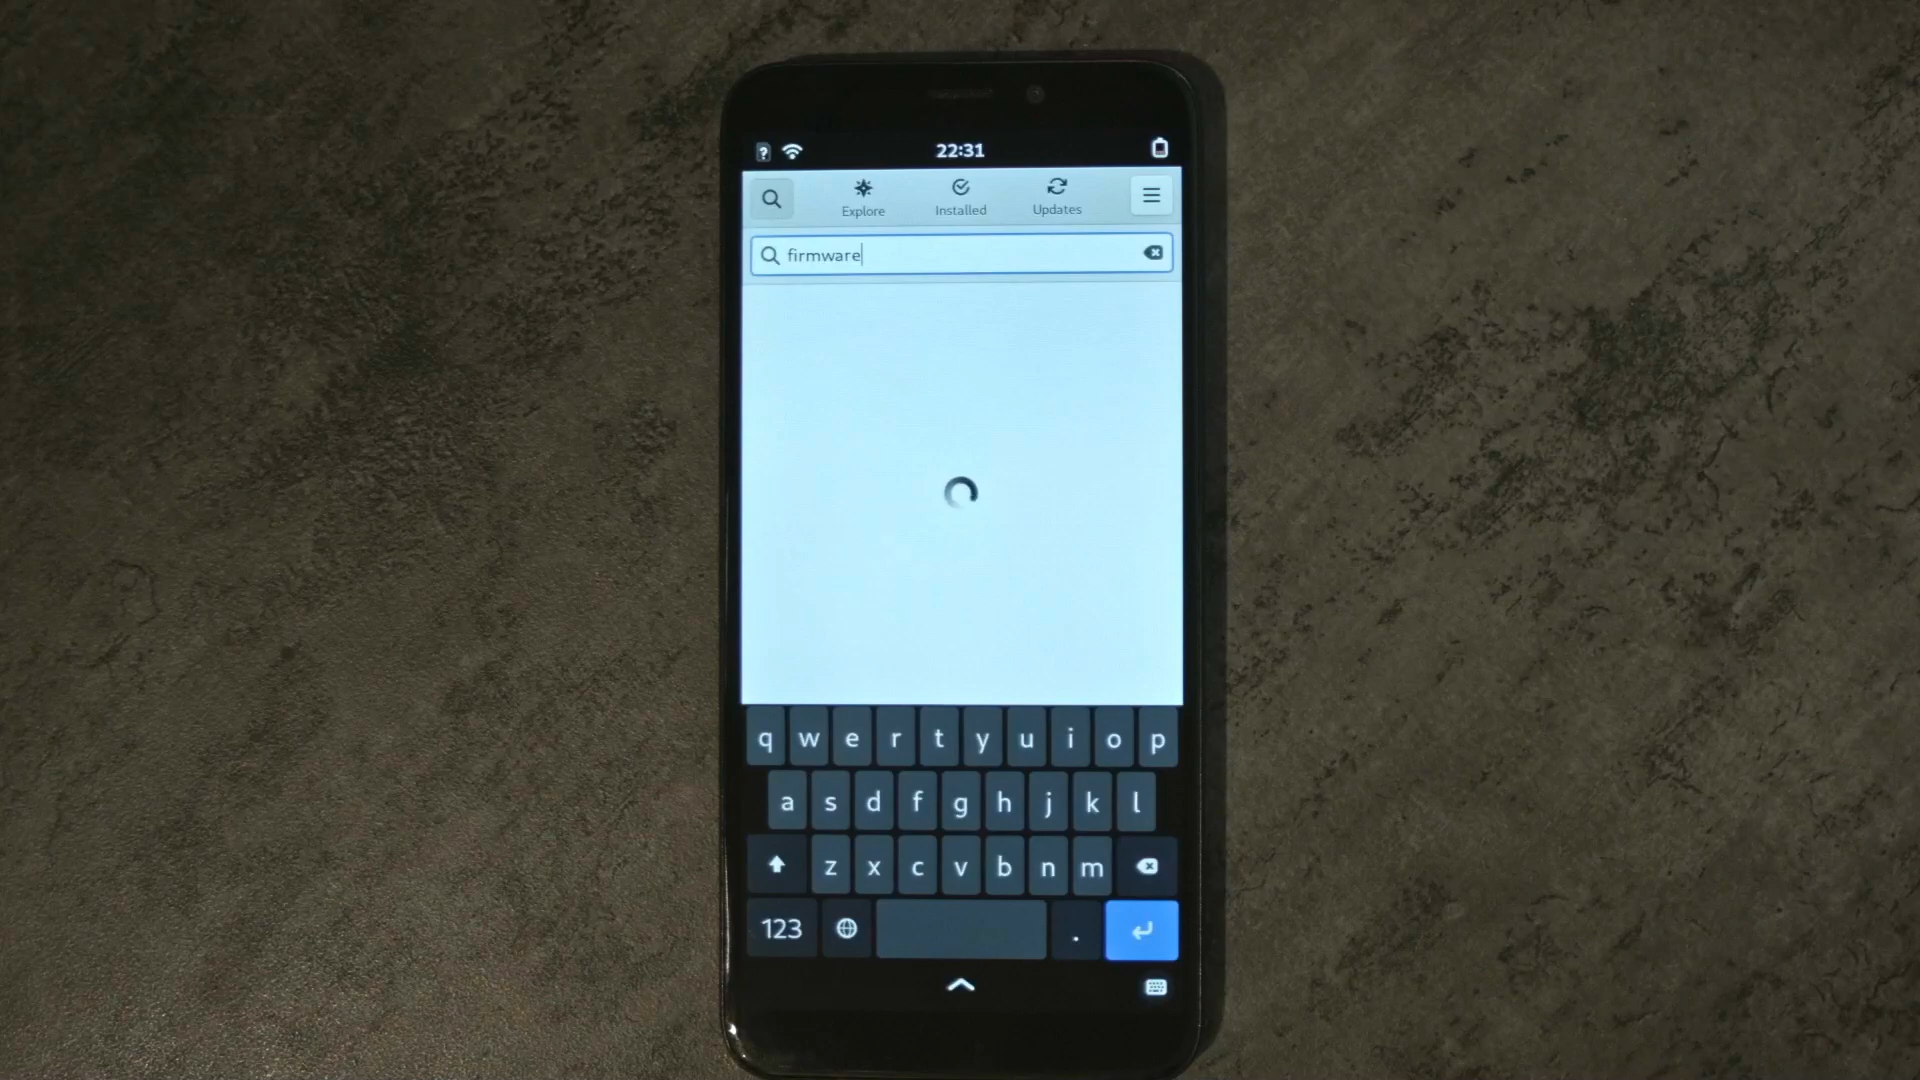 22:31
Explore Installed Updates
firmware
q w e r t y u i o p
a s d f g h j k l
z x c v b n m
123 .